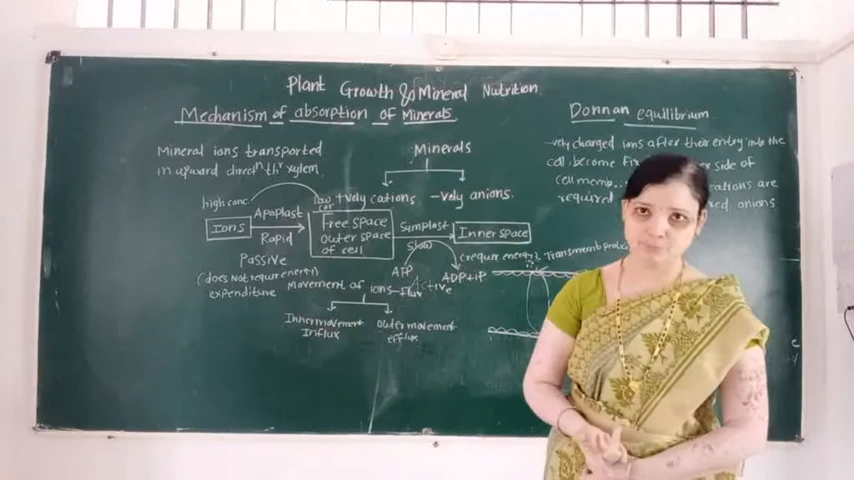 Plant Growth & Mineral Nutrition
Mechanism of absorption of Minerals
Mineral ions transported
in upward directn thr xylem
Minerals
+vely cations -vely anions.
high conc.
low
Ions
Apoplast
Rapid
Free space
Outer space
of cell
Symplast
slow
Inner space
Passive
(does not requir energy)
expenditure
(require energy).
ATP
ADP+iP
Active
Movement of ions-flux
Inner movement
Influx
Outer movement
efflux
Transmemb
Donnan equilibrium
-vely charged ions after their entry into the
cell, become side of
cell memb. cations are
required anions